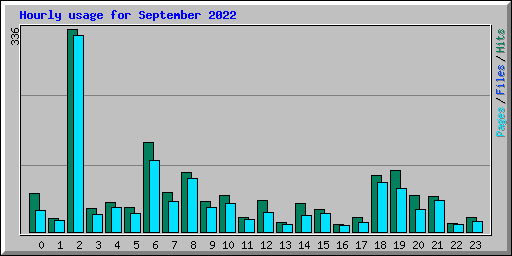 Hourly usage for September 2022
336
Pages/Files/Hits
0 1 2 3 4 5 6 7 8 9 10 11 12 13 14 15 16 17 18 19 20 21 22 23